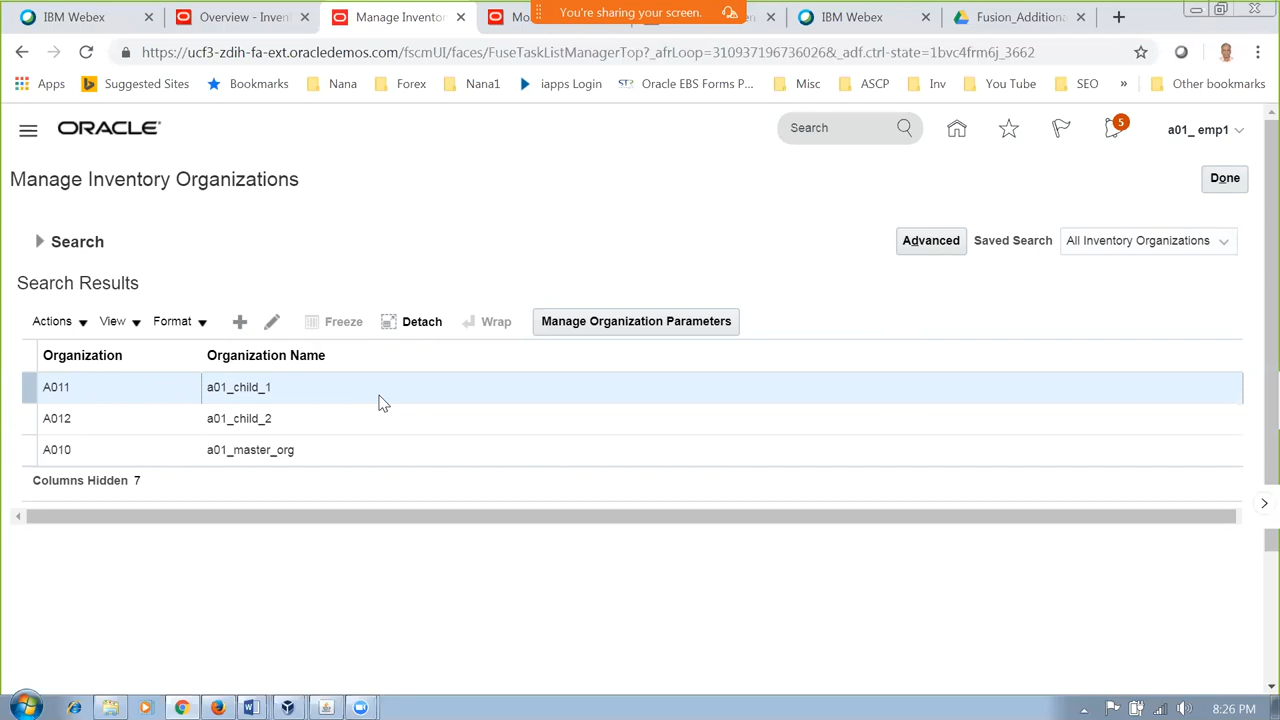 IBM Webex
Overview - Inven
Manage Inventor
Mo
You're sharing your screen.
IBM Webex
Fusion_Additiona
https://ucf3-zdih-fa-ext.oracledemos.com/fscmUI/faces/FuseTaskListManagerTop?_afrLoop=310937196736026&_adf.ctrl-state=1bvc4frm6j_3662
Apps
Suggested Sites
Bookmarks
Nana
Forex
Nana1
iapps Login
Oracle EBS Forms P...
Misc
ASCP
Inv
You Tube
SEO
»
Other bookmarks
ORACLE
Search
5
a01_ emp1
Manage Inventory Organizations
Done
Search
Advanced
Saved Search
All Inventory Organizations
Search Results
Actions
View
Format
Freeze
Detach
Wrap
Manage Organization Parameters
Organization Organization Name
A011 a01_child_1
A012 a01_child_2
A010 a01_master_org
Columns Hidden 7
8:26 PM